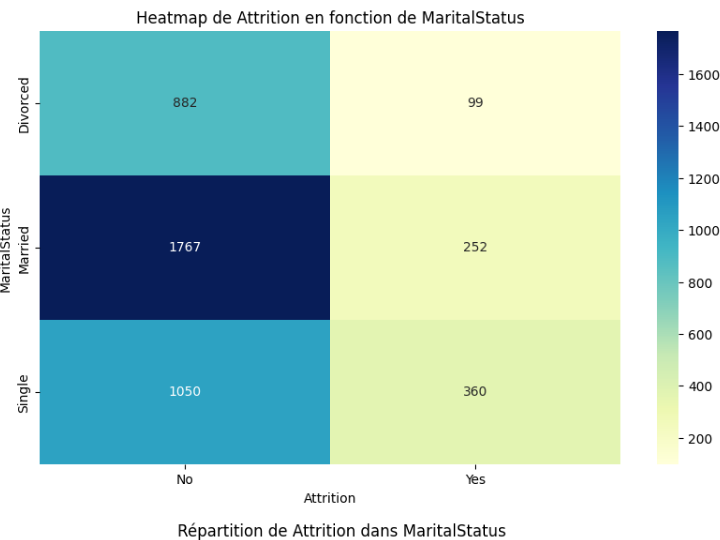 Heatmap de Attrition en fonction de MaritalStatus
MaritalStatus
Divorced
882
99
Married
1767
252
Single
1050
360
No
Yes
Attrition
1600
1400
1200
1000
800
600
400
200
Répartition de Attrition dans MaritalStatus